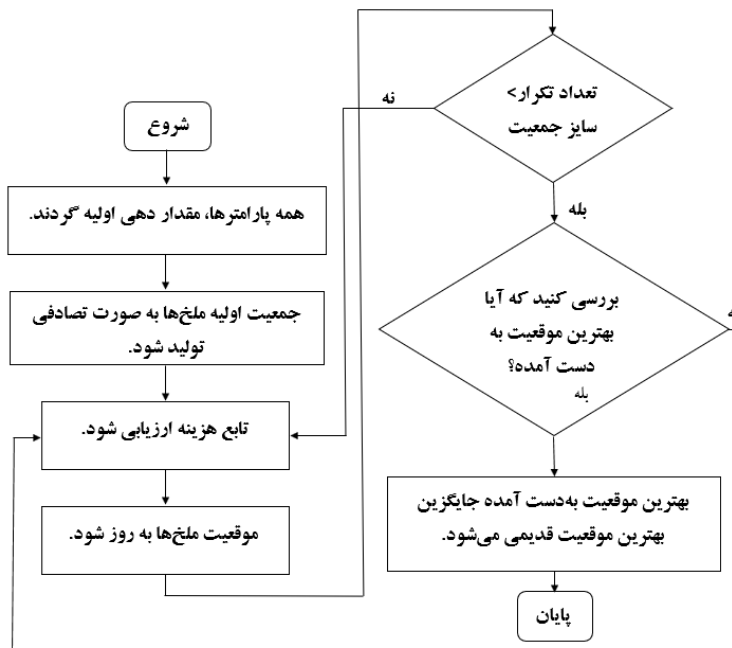 شروع
همه پارامترها، مقدار دهی اولیه گردند.
جمعیت اولیه ملخ‌ها به صورت تصادفی
تولید شود.
تابع هزینه ارزیابی شود.
موقعیت ملخ‌ها به روز شود.
تعداد تکرار>
سایز جمعیت
نه
بله
بررسی کنید که آیا
بهترین موقعیت به
دست آمده؟
بله
بهترین موقعیت به‌دست آمده جایگزین
بهترین موقعیت قدیمی می‌شود.
پایان